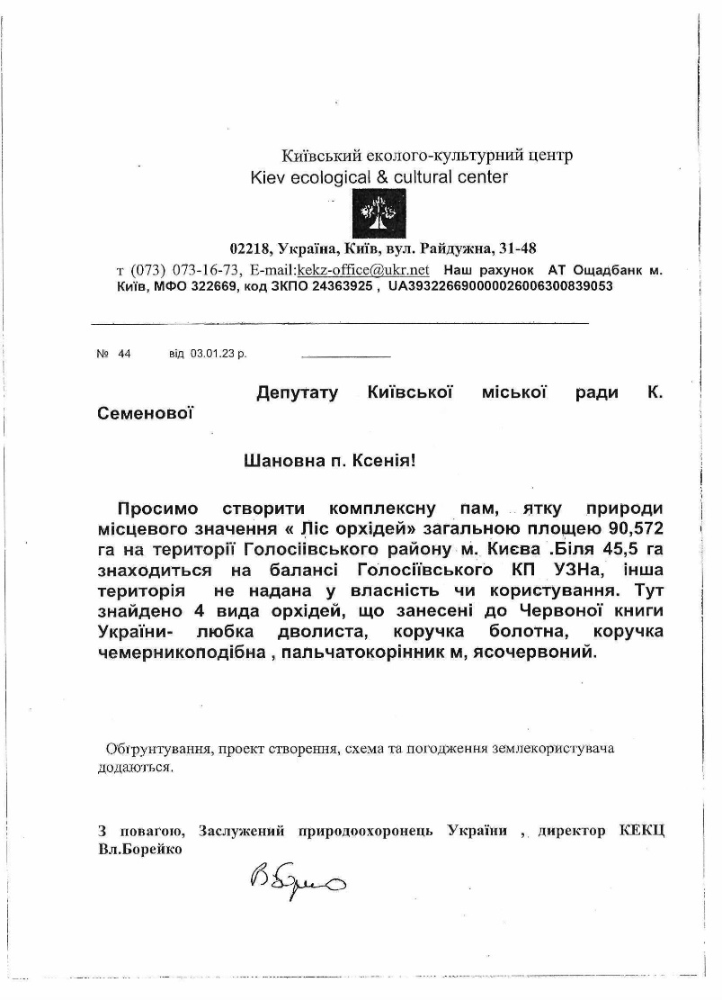 Київський еколого-культурний центр
Kiev ecological & cultural center
02218, Україна, Київ, вул. Райдужна, 31-48
т (073) 073-16-73, E-mail:kekz-office@ukr.net Наш рахунок АТ Ощадбанк м.
Київ, МФО 322669, код ЗКПО 24363925 , UA393226690000026006300839053
№ 44 від 03.01.23 р.
Депутату Київської міської ради К.
Семенової
Шановна п. Ксенія!
Просимо створити комплексну пам, ятку природи
місцевого значення « Ліс орхідей» загальною площею 90,572
га на території Голосіівського району м. Києва .Біля 45,5 га
знаходиться на балансі Голосіївського КП УЗНа, інша
територія не надана у власність чи користування. Тут
знайдено 4 вида орхідей, що занесені до Червоної книги
України- любка дволиста, коручка болотна, коручка
чемерникоподібна , пальчатокорінник м, ясочервоний.
Обгрунтування, проект створення, схема та погодження землекористувача
додаються.
З повагою, Заслужений природоохоронець України , директор КЕКЦ
Вл.Борейко